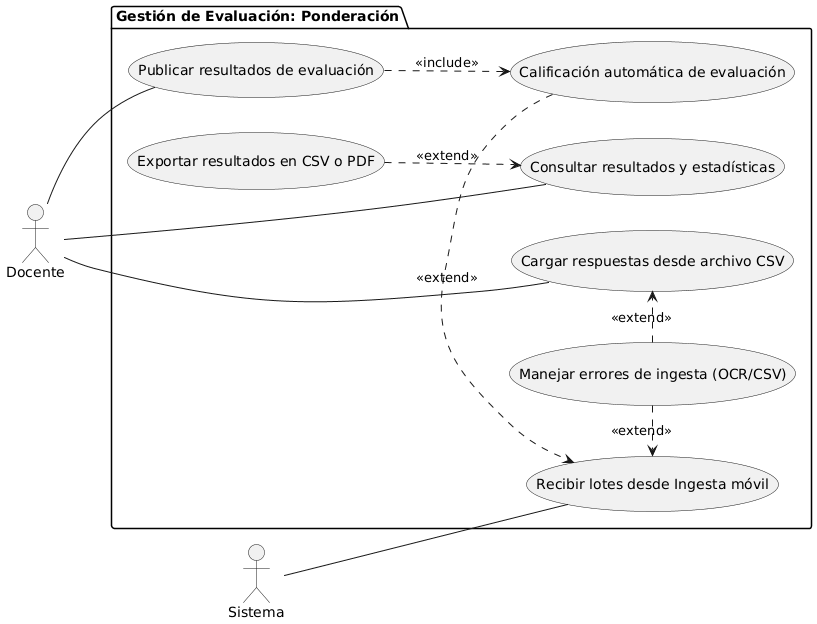 Gestión de Evaluación: Ponderación
Publicar resultados de evaluación
«include»
Calificación automática de evaluación
Exportar resultados en CSV o PDF
«extend»
Consultar resultados y estadísticas
Docente
Cargar respuestas desde archivo CSV
«extend»
«extend»
Manejar errores de ingesta (OCR/CSV)
«extend»
Recibir lotes desde Ingesta móvil
Sistema